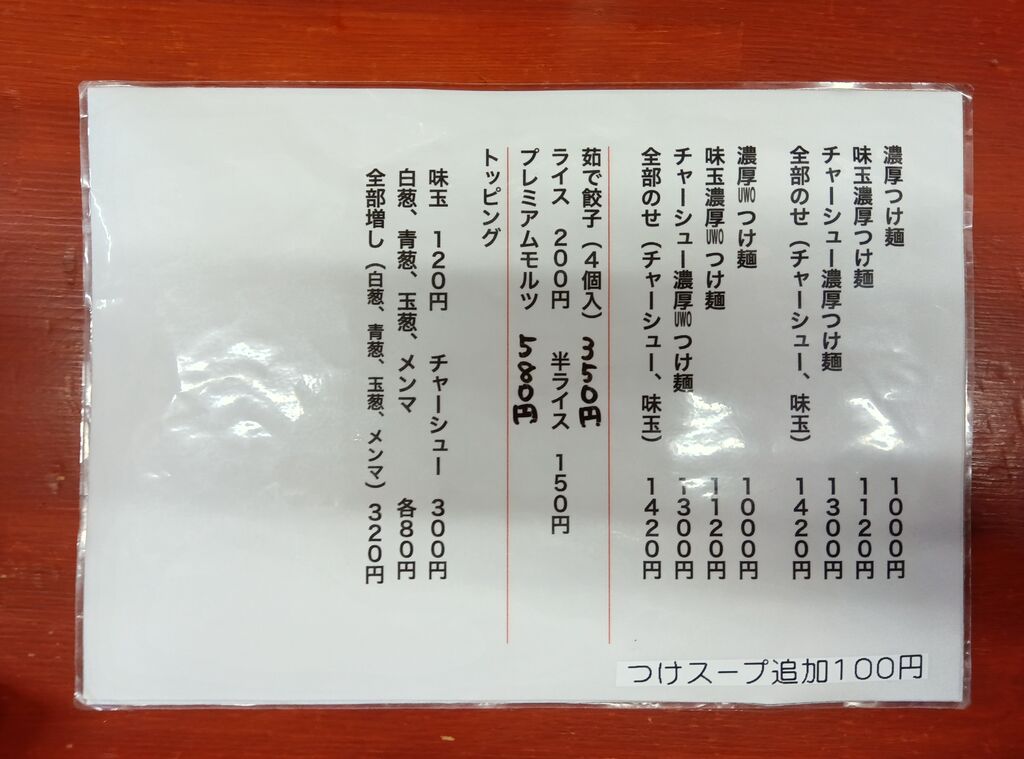 濃厚つけ麺 1000円
味玉濃厚つけ麺 1120円
チャーシュー濃厚つけ麺 1300円
全部のせ（チャーシュー、味玉） 1420円
濃厚UWOつけ麺 1000円
味玉濃厚UWOつけ麺 1120円
チャーシュー濃厚UWOつけ麺 1300円
全部のせ（チャーシュー、味玉） 1420円
茹で餃子（4個入） 350円
ライス 200円 半ライス 150円
プレミアムモルツ 500円
トッピング
味玉 120円 チャーシュー 300円
白葱、青葱、玉葱、メンマ 各80円
全部増し（白葱、青葱、玉葱、メンマ） 320円
つけスープ追加100円